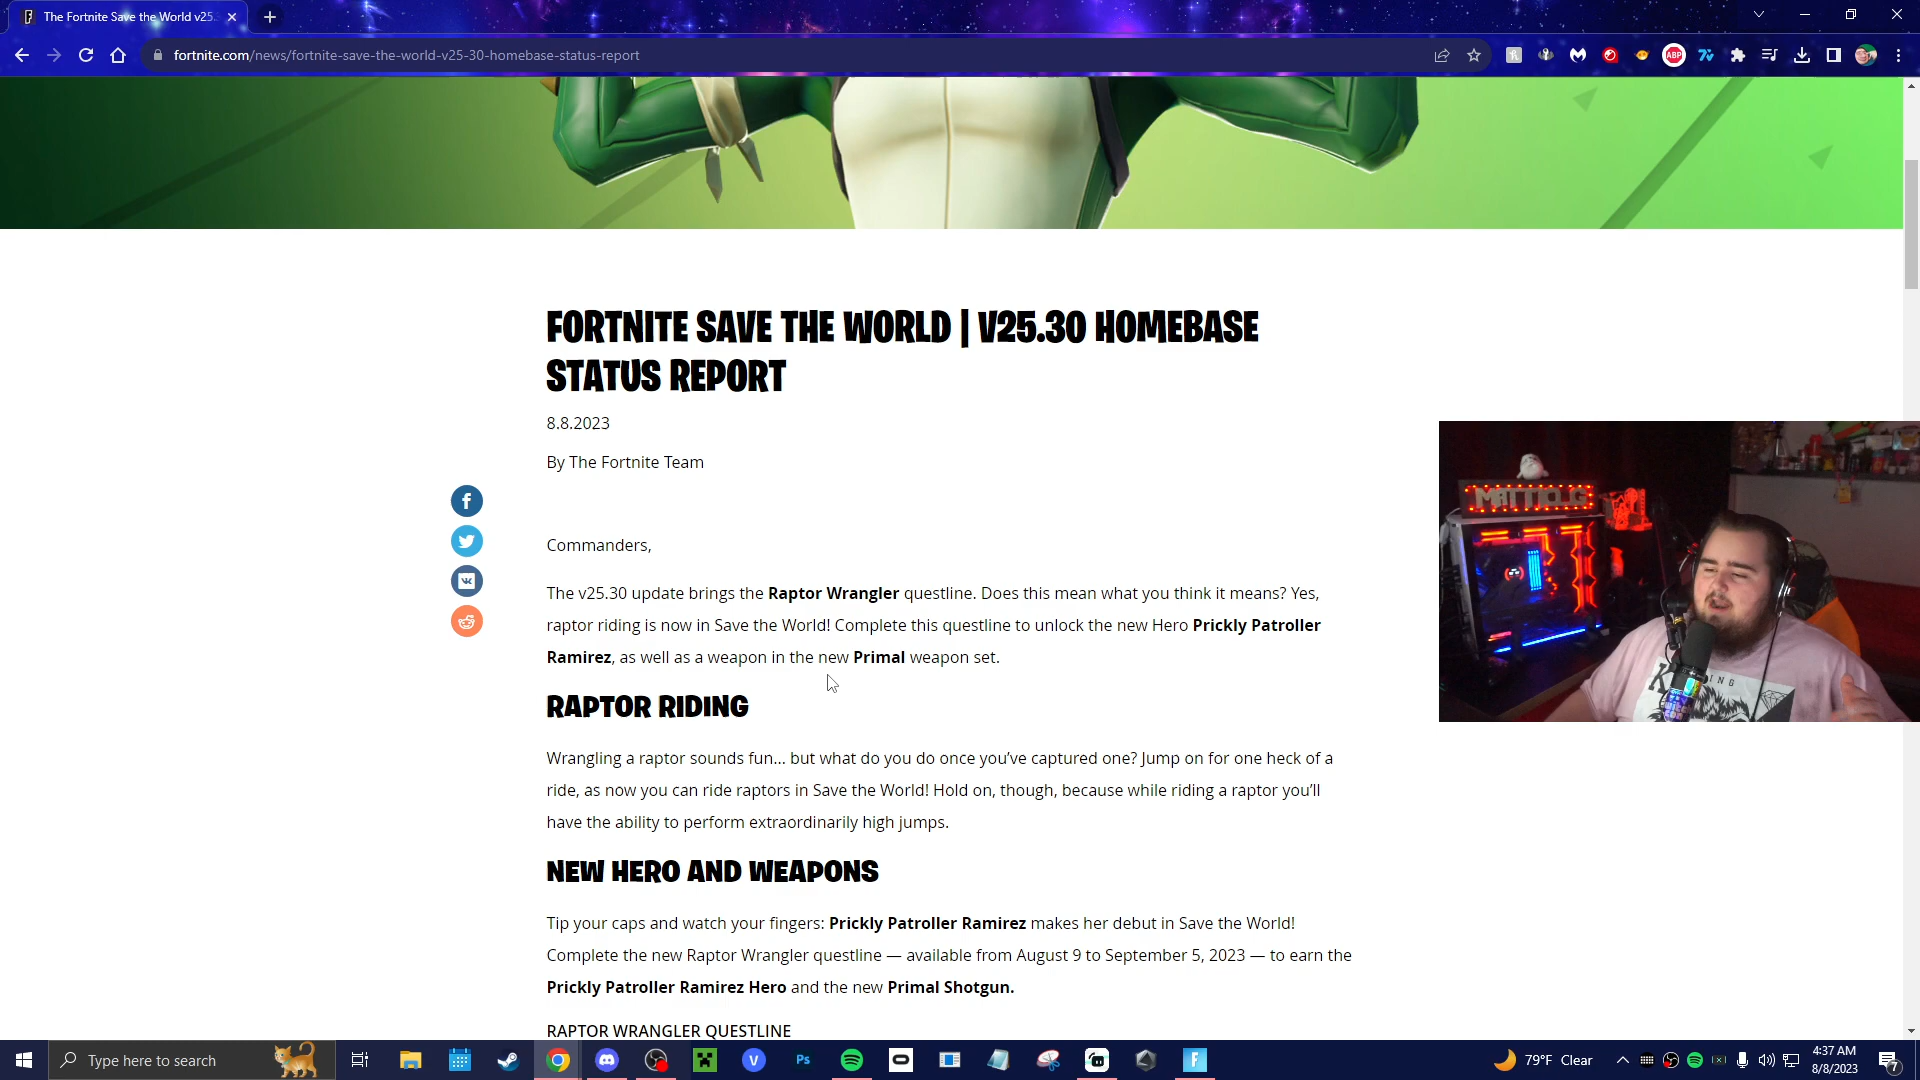 The Fortnite Save the World v25.
fortnite.com/news/fortnite-save-the-world-v25-30-homebase-status-report
ABP
FORTNITE SAVE THE WORLD | V25.30 HOMEBASE
STATUS REPORT
8.8.2023
By The Fortnite Team
Commanders,
The v25.30 update brings the Raptor Wrangler questline. Does this mean what you think it means? Yes,
raptor riding is now in Save the World! Complete this questline to unlock the new Hero Prickly Patroller
Ramirez, as well as a weapon in the new Primal weapon set.
MATTIOLG
RAPTOR RIDING
Wrangling a raptor sounds fun... but what do you do once you’ve captured one? Jump on for one heck of a
ride, as now you can ride raptors in Save the World! Hold on, though, because while riding a raptor you’ll
have the ability to perform extraordinarily high jumps.
NEW HERO AND WEAPONS
Tip your caps and watch your fingers: Prickly Patroller Ramirez makes her debut in Save the World!
Complete the new Raptor Wrangler questline — available from August 9 to September 5, 2023 — to earn the
Prickly Patroller Ramirez Hero and the new Primal Shotgun.
RAPTOR WRANGLER QUESTLINE
Type here to search
Ps
79°F Clear
4:37 AM
8/8/2023
7